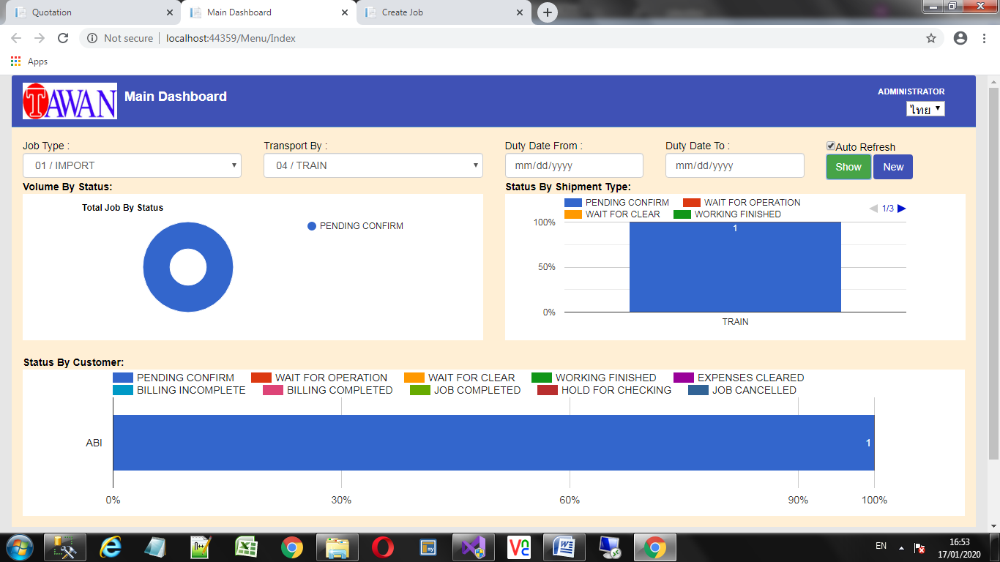 Quotation
Main Dashboard
Create Job
Not secure localhost:44359/Menu/Index
Apps
TAWAN Main Dashboard
ADMINISTRATOR
ไทย
Job Type : Transport By : Duty Date From : Duty Date To : Auto Refresh
01 / IMPORT 04 / TRAIN mm/dd/yyyy mm/dd/yyyy Show New
Volume By Status: Status By Shipment Type:
Total Job By Status
PENDING CONFIRM
PENDING CONFIRM WAIT FOR OPERATION
WAIT FOR CLEAR WORKING FINISHED
1/3
100%
1
50%
0%
TRAIN
Status By Customer:
PENDING CONFIRM WAIT FOR OPERATION WAIT FOR CLEAR WORKING FINISHED EXPENSES CLEARED
BILLING INCOMPLETE BILLING COMPLETED JOB COMPLETED HOLD FOR CHECKING JOB CANCELLED
ABI 1
0% 30% 60% 90% 100%
EN
16:53
17/01/2020